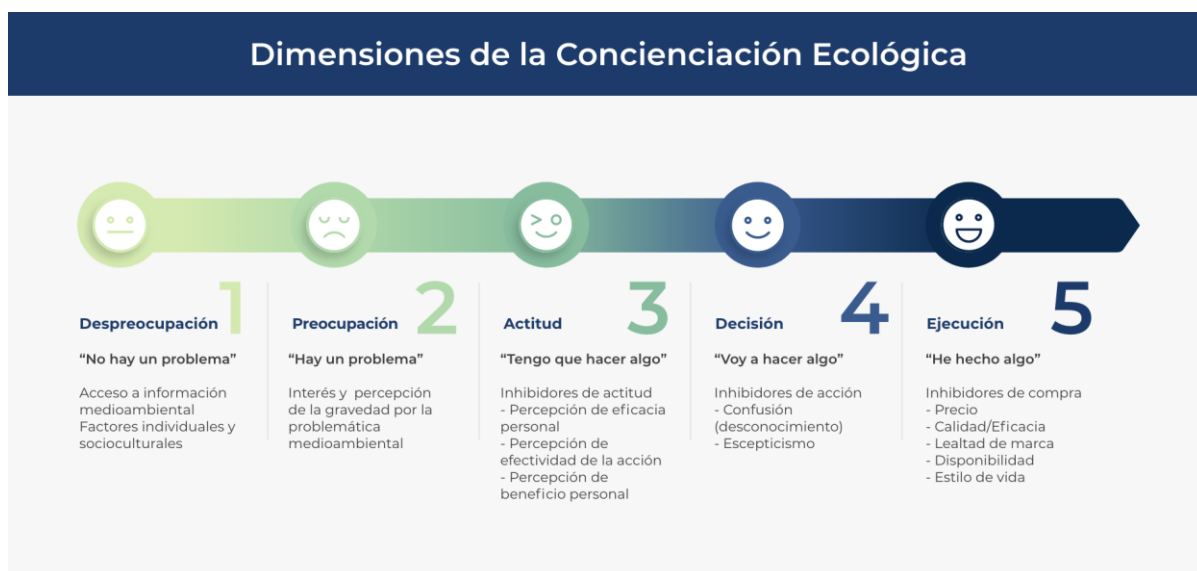 Dimensiones de la Concienciación Ecológica
1
Despreocupación
“No hay un problema”
Acceso a información
medioambiental
Factores individuales y
socioculturales
2
Preocupación
“Hay un problema”
Interés y percepción
de la gravedad por la
problemática
medioambiental
3
Actitud
“Tengo que hacer algo”
Inhibidores de actitud
- Percepción de eficacia
personal
- Percepción de
efectividad de la acción
- Percepción de
beneficio personal
4
Decisión
“Voy a hacer algo”
Inhibidores de acción
- Confusión
(desconocimiento)
- Escepticismo
5
Ejecución
“He hecho algo”
Inhibidores de compra
- Precio
- Calidad/Eficacia
- Lealtad de marca
- Disponibilidad
- Estilo de vida